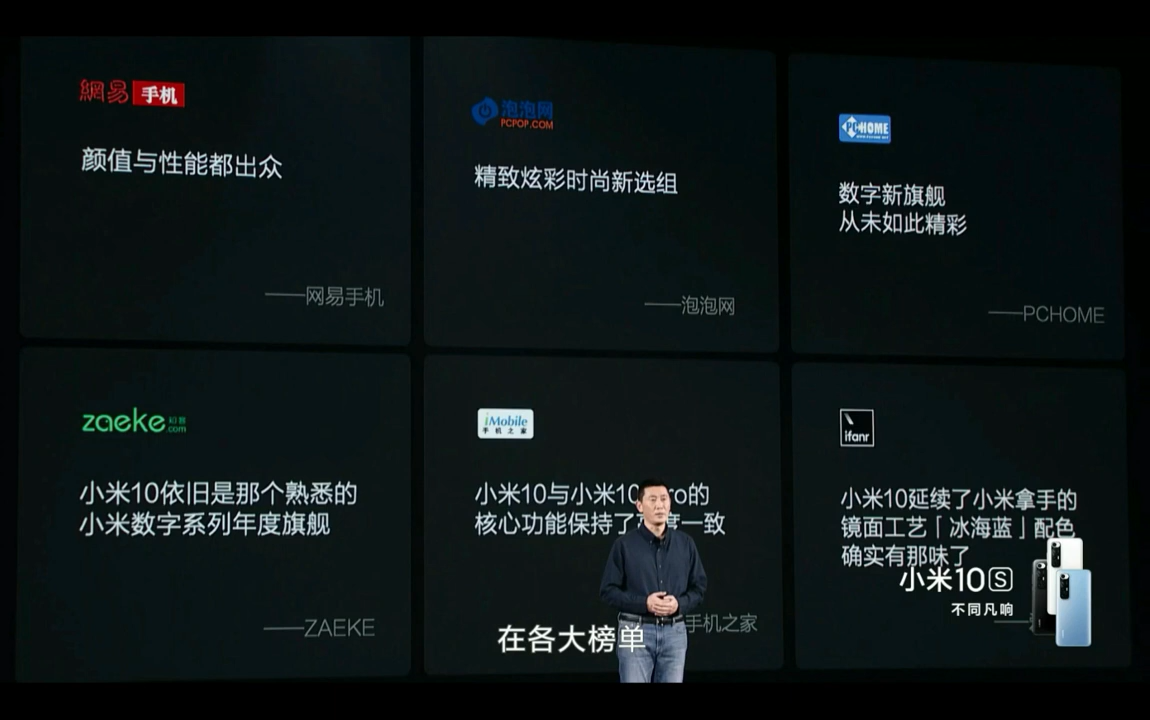 網易 手机
颜值与性能都出众
——网易手机
泡泡网
PCPOP.COM
精致炫彩时尚新选组
——泡泡网
PCHOME
数字新旗舰
从未如此精彩
——PCHOME
zaeke
.com
小米10依旧是那个熟悉的
小米数字系列年度旗舰
——ZAEKE
iMobile
手机之家
小米10与小米10 ro的
核心功能保持了 度一致
手机之家
ifanr
小米10延续了小米拿手的
镜面工艺「冰海蓝」配色
确实有那味了
小米10S
不同凡响
在各大榜单